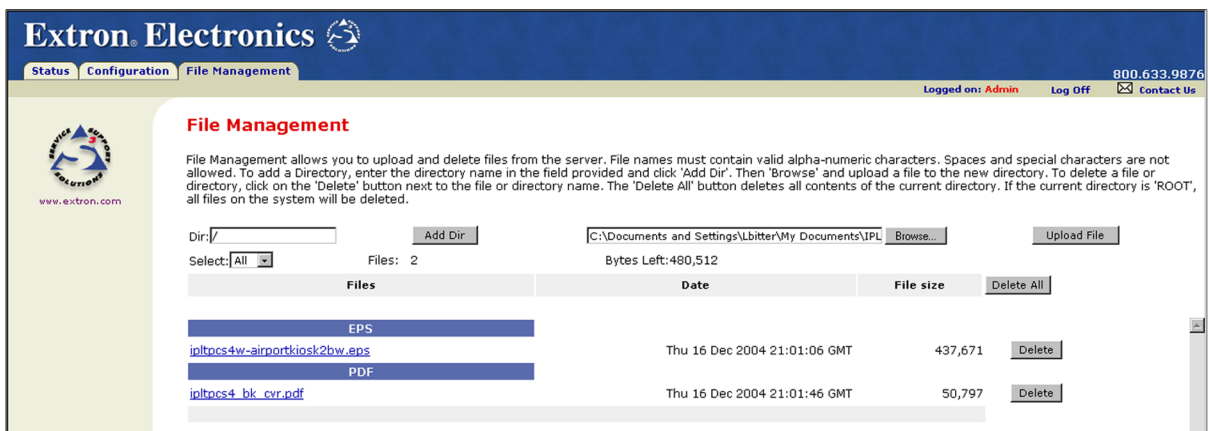 Extron® Electronics
Status Configuration File Management
800.633.9876
Logged on: Admin Log Off Contact Us
SERVICE SUPPORT SOLUTIONS
S3
www.extron.com
File Management
File Management allows you to upload and delete files from the server. File names must contain valid alpha-numeric characters. Spaces and special characters are not
allowed. To add a Directory, enter the directory name in the field provided and click 'Add Dir'. Then 'Browse' and upload a file to the new directory. To delete a file or
directory, click on the 'Delete' button next to the file or directory name. The 'Delete All' button deletes all contents of the current directory. If the current directory is 'ROOT',
all files on the system will be deleted.
Dir: / Add Dir C:\Documents and Settings\Lbitter\My Documents\IPL Browse... Upload File
Select: All Files: 2 Bytes Left:480,512
Files Date File size Delete All
EPS
ipltpcs4w-airportkiosk2bw.eps Thu 16 Dec 2004 21:01:06 GMT 437,671 Delete
PDF
ipltpcs4_bk_cvr.pdf Thu 16 Dec 2004 21:01:46 GMT 50,797 Delete